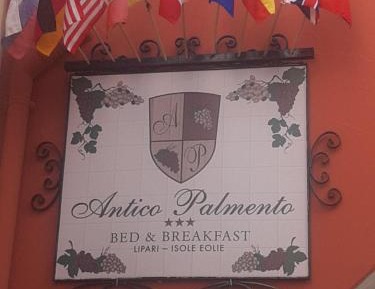 A
P
Antico Palmento
★★★
BED & BREAKFAST
LIPARI – ISOLE EOLIE